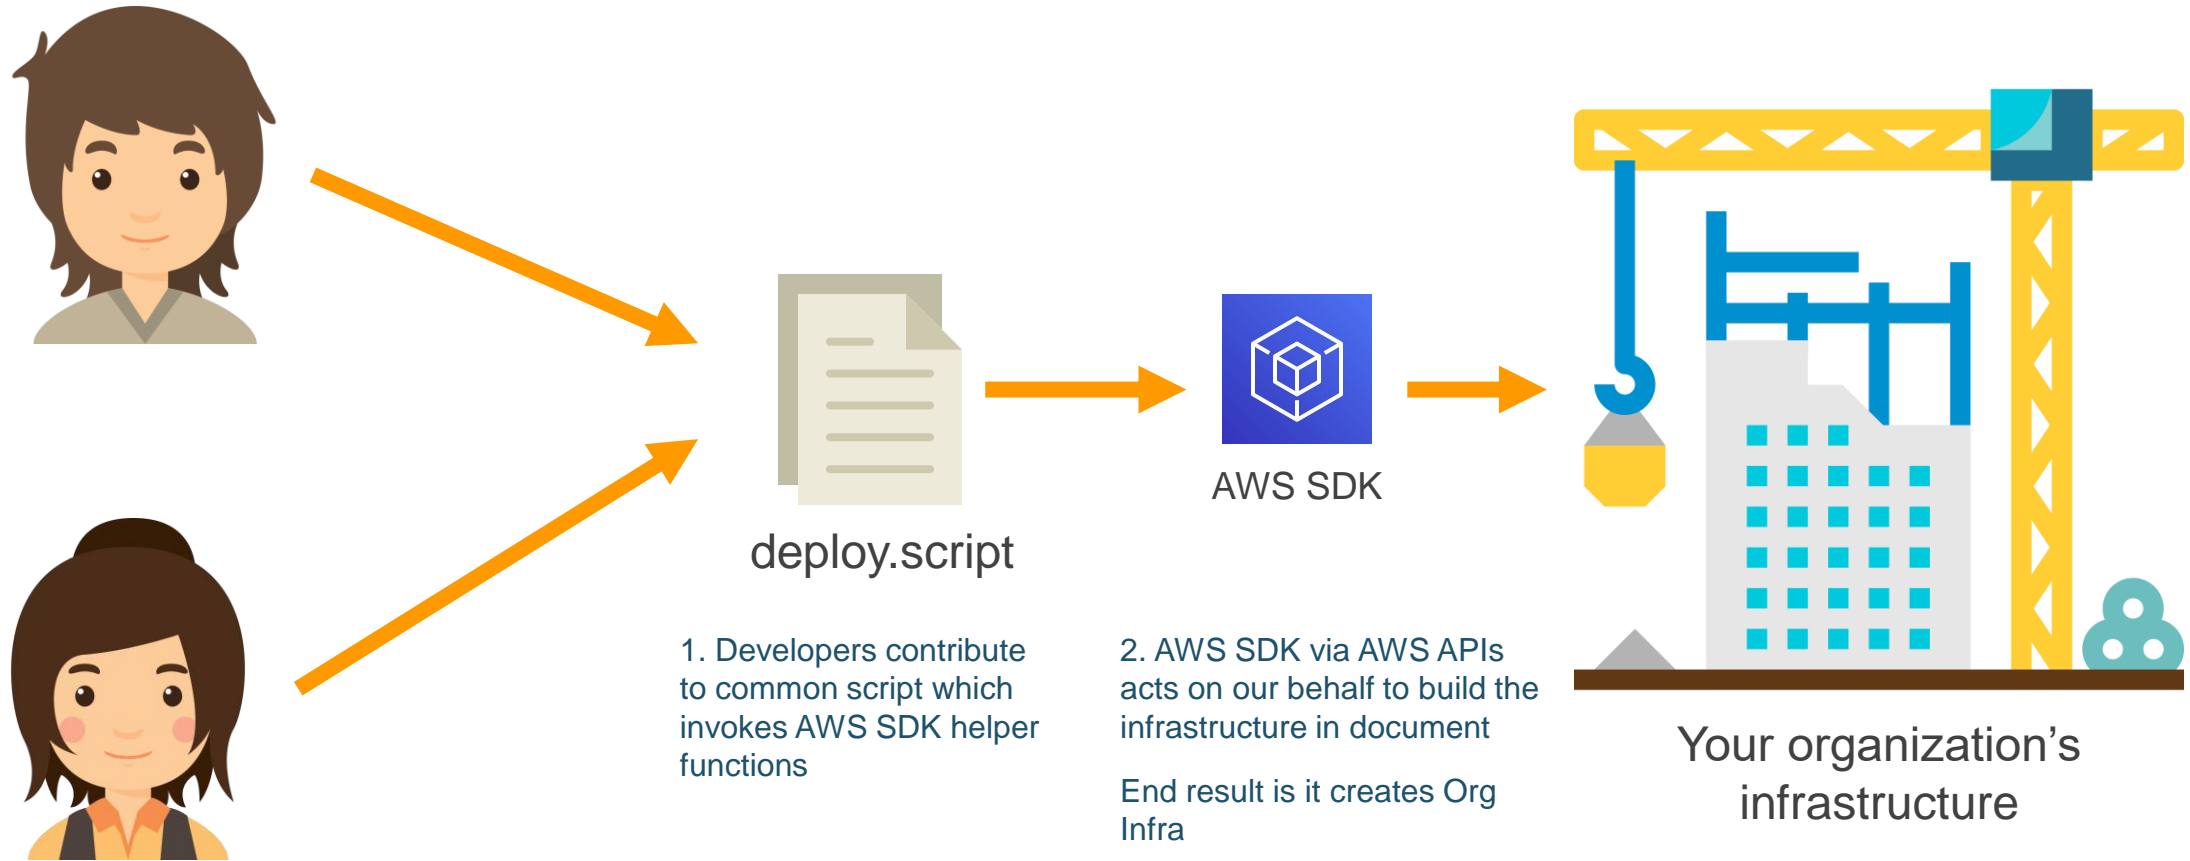 AWS SDK
deploy.script
1. Developers contribute
to common script which
invokes AWS SDK helper
functions
2. AWS SDK via AWS APIs
acts on our behalf to build the
infrastructure in document
End result is it creates Org
Infra
Your organization’s
infrastructure